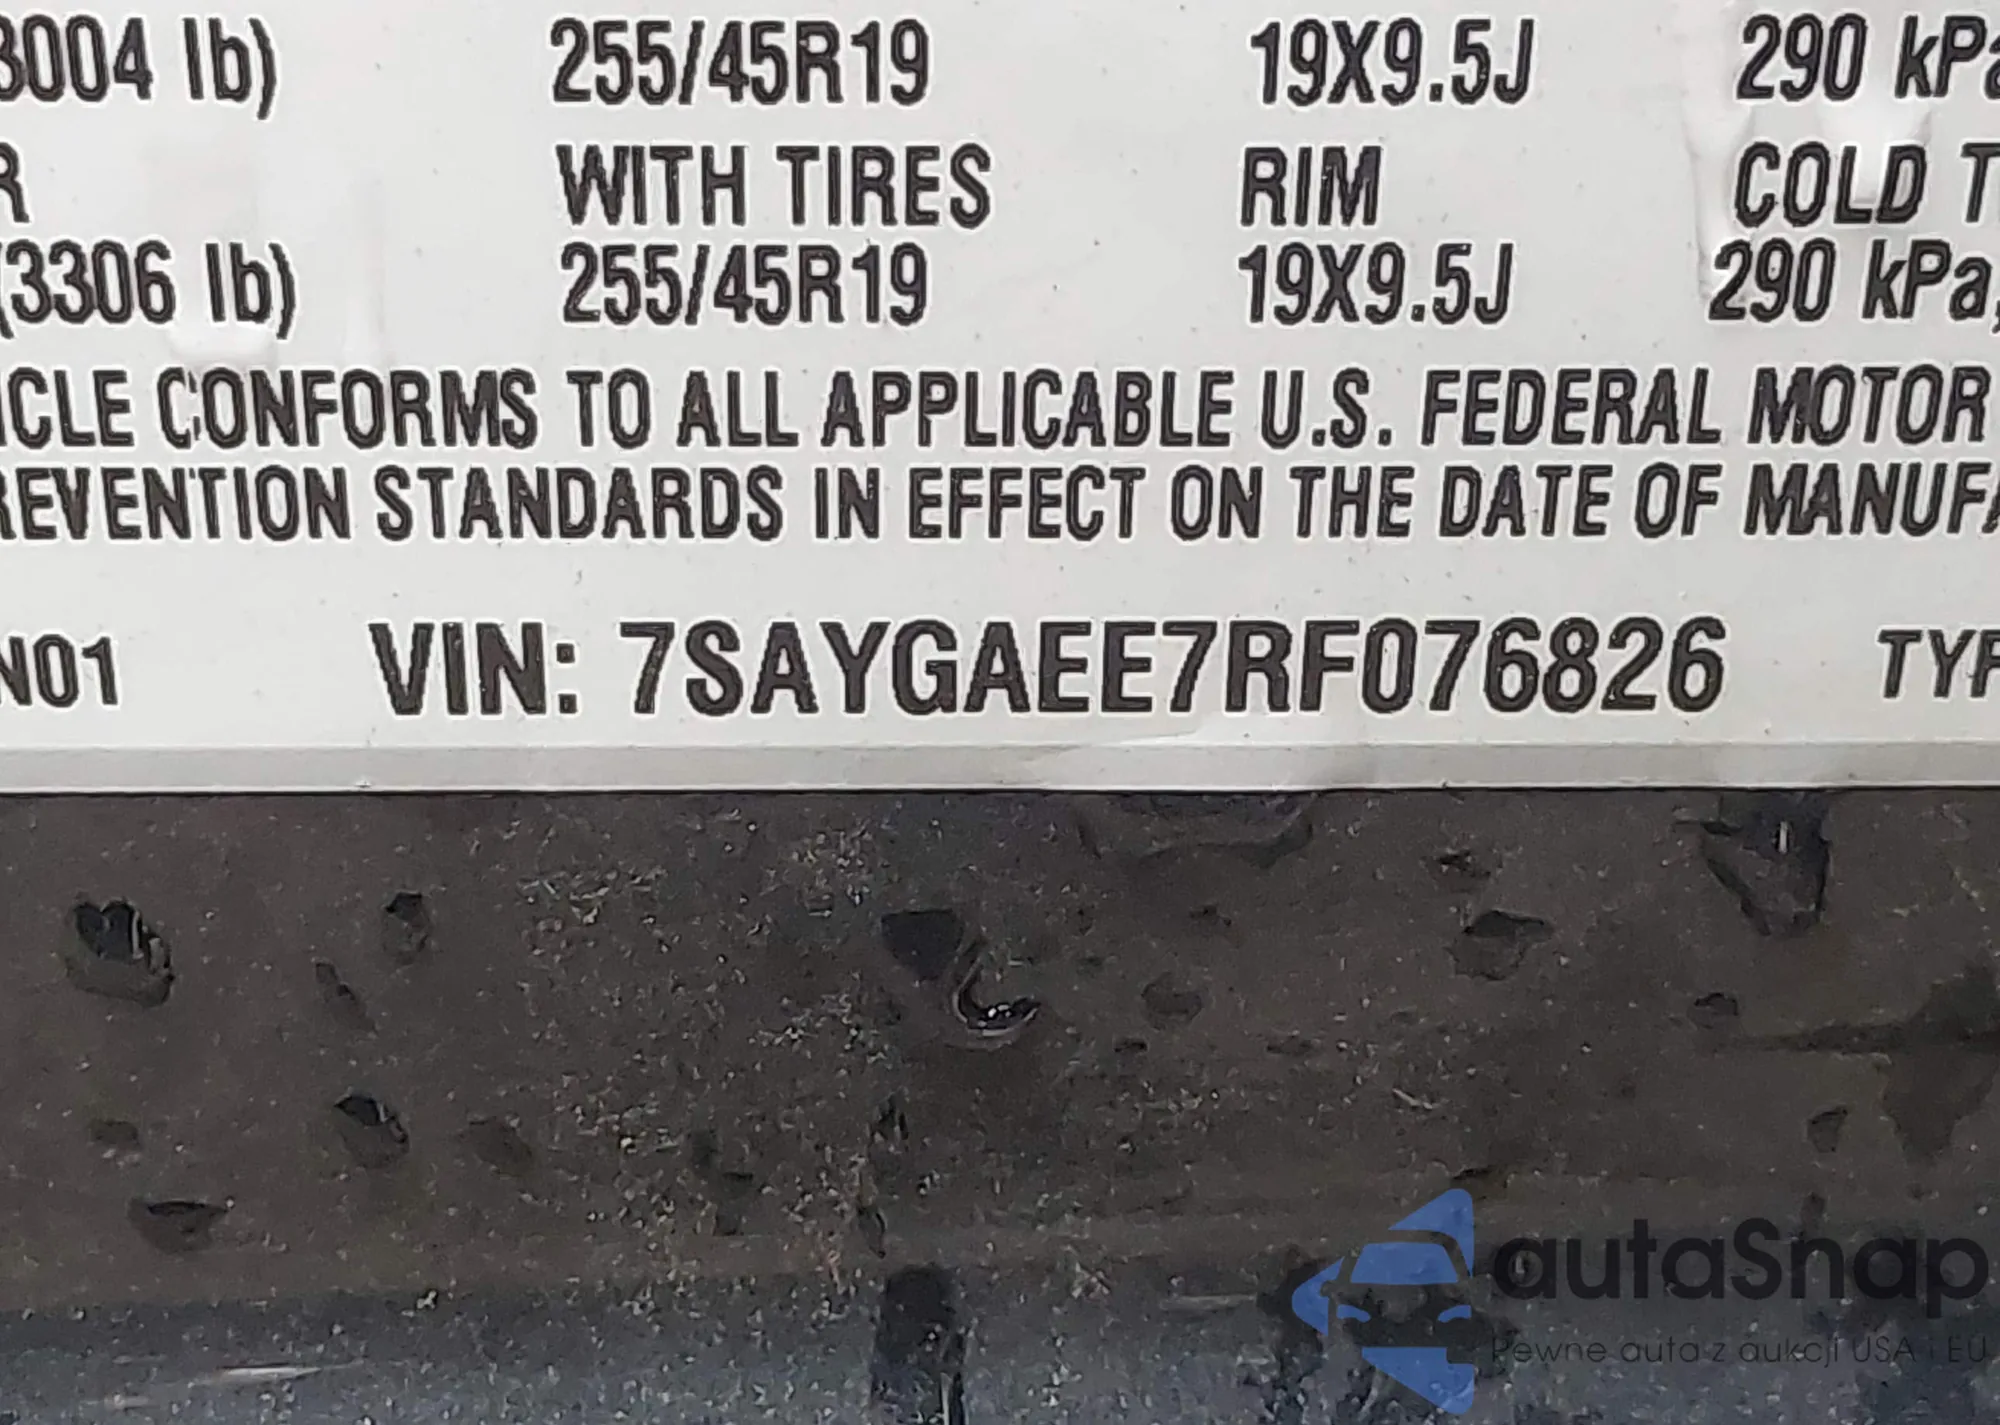 3004 lb) 255/45R19 19X9.5J 290 kPa
R WITH TIRES RIM COLD T
(3306 lb) 255/45R19 19X9.5J 290 kPa,
ICLE CONFORMS TO ALL APPLICABLE U.S. FEDERAL MOTOR
REVENTION STANDARDS IN EFFECT ON THE DATE OF MANUFA
N01 VIN: 7SAYGAEE7RF076826 TYP
autaSnap
Pewne auta z aukcji USA i EU